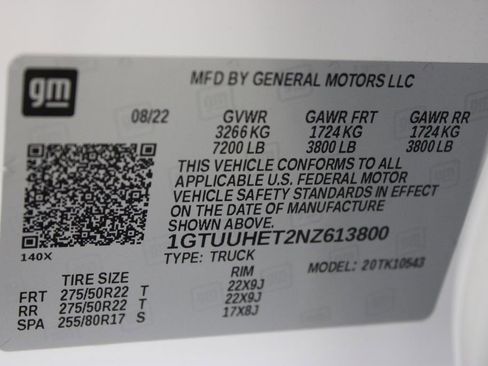 gm
MFD BY GENERAL MOTORS LLC
08/22 GVWR GAWR FRT GAWR RR
3266 KG 1724 KG 1724 KG
7200 LB 3800 LB 3800 LB
THIS VEHICLE CONFORMS TO ALL
APPLICABLE U.S. FEDERAL MOTOR
VEHICLE SAFETY STANDARDS IN EFFECT
ON THE DATE OF MANUFACTURE
SHOWN ABOVE.
140X
1GTUUHET2NZ613800
TYPE: TRUCK MODEL: 20TK10543
TIRE SIZE RIM
FRT 275/50R22 T 22X9J
RR 275/50R22 T 22X9J
SPA 255/80R17 S 17X8J